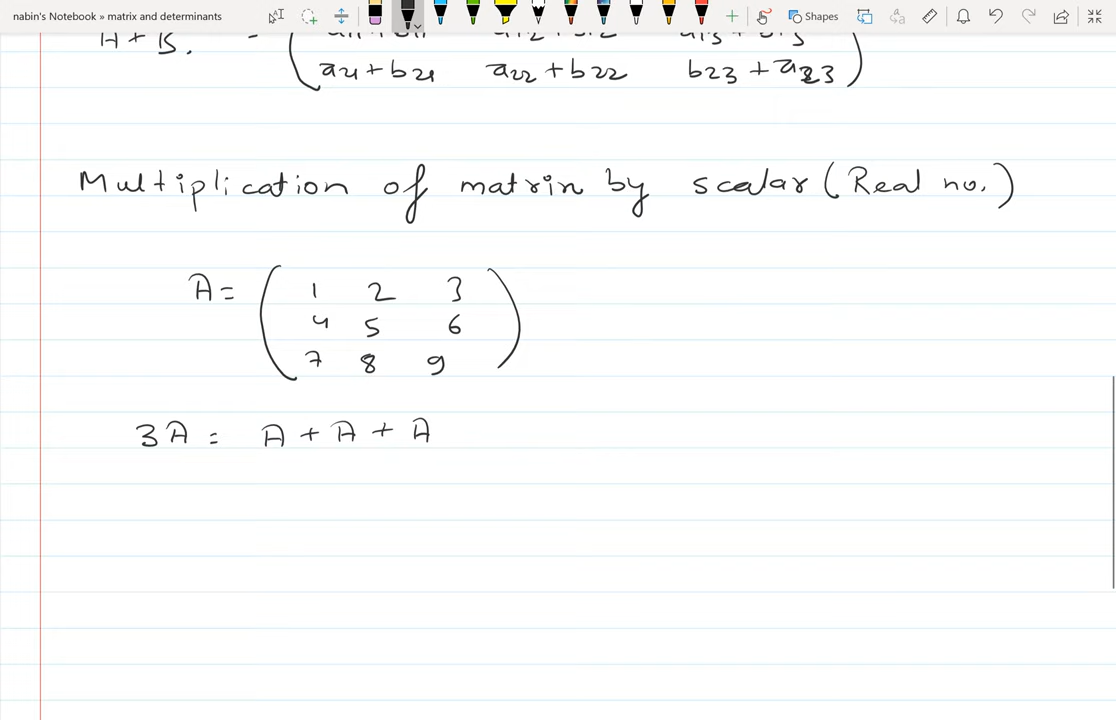 nabin's Notebook » matrix and determinants
Shapes
A + B.
a21 + b21 a22 + b22 b23 + a23
Multiplication of matrix by scalar (Real no.)
A = ( 1 2 3
4 5 6
7 8 9 )
3A = A + A + A